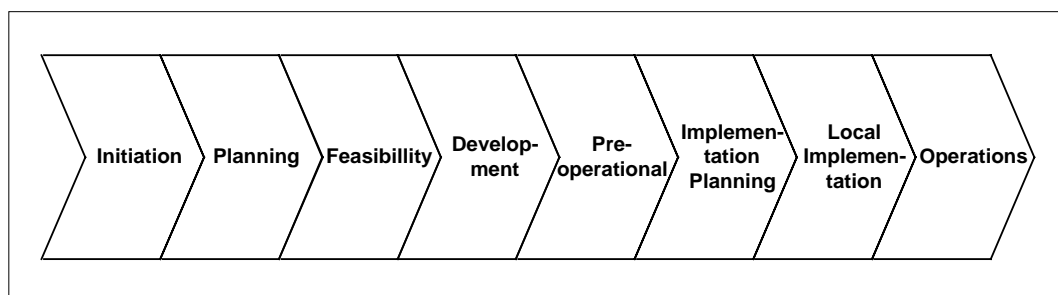 Initiation
Planning
Feasibillity
Develop-
ment
Pre-
operational
Implemen-
tation
Planning
Local
Implemen-
tation
Operations